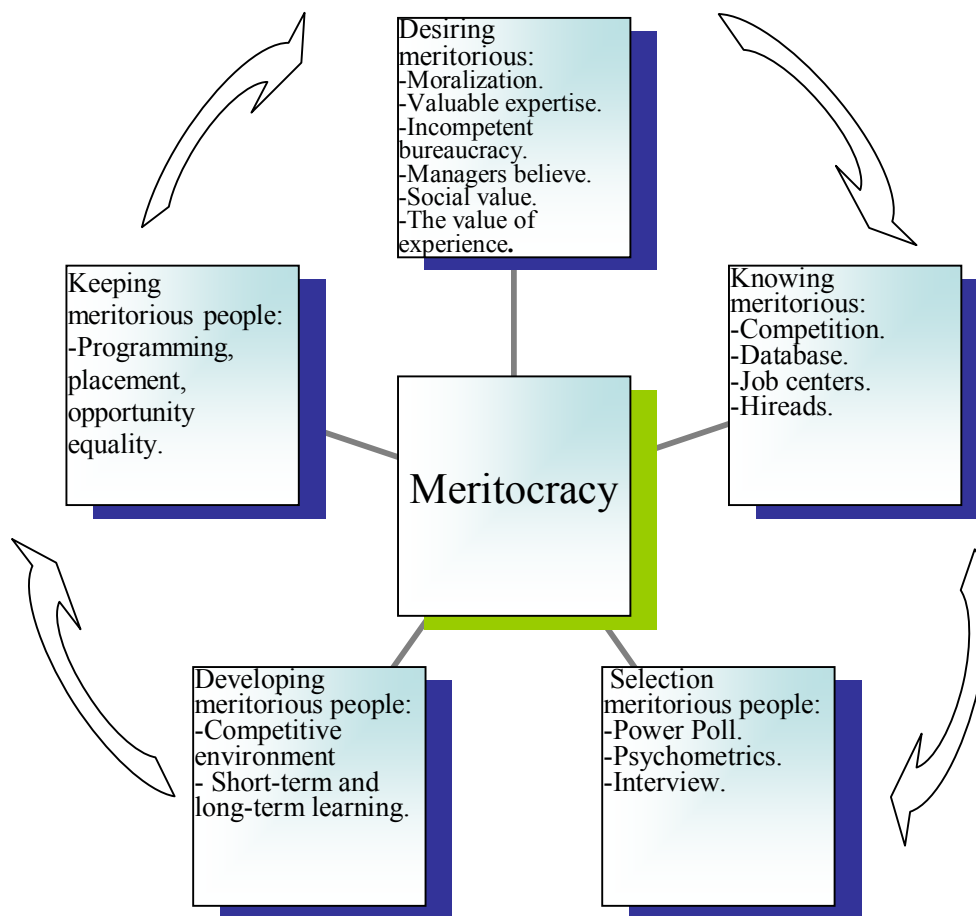 Desiring
meritorious:
-Moralization.
-Valuable expertise.
-Incompetent
bureaucracy.
-Managers believe.
-Social value.
-The value of
experience.
Knowing
meritorious:
-Competition.
-Database.
-Job centers.
-Hireads.
Selection
meritorious people:
-Power Poll.
-Psychometrics.
-Interview.
Developing
meritorious people:
-Competitive
environment
- Short-term and
long-term learning.
Keeping
meritorious people:
-Programming,
placement,
opportunity
equality.
Meritocracy